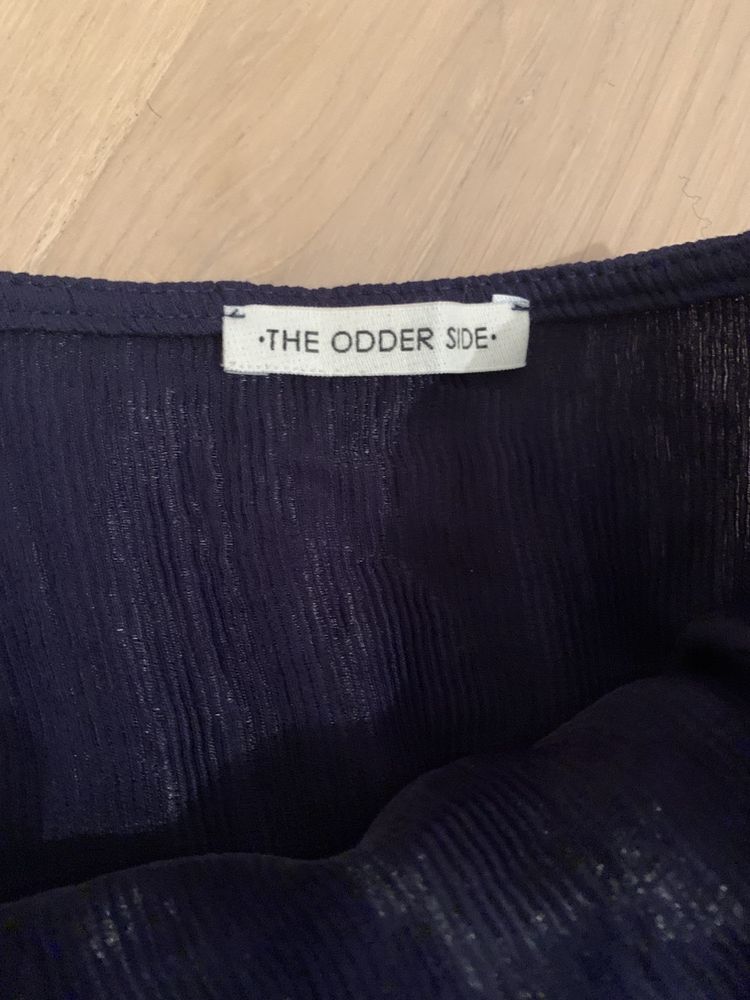 ·THE ODDER SIDE·